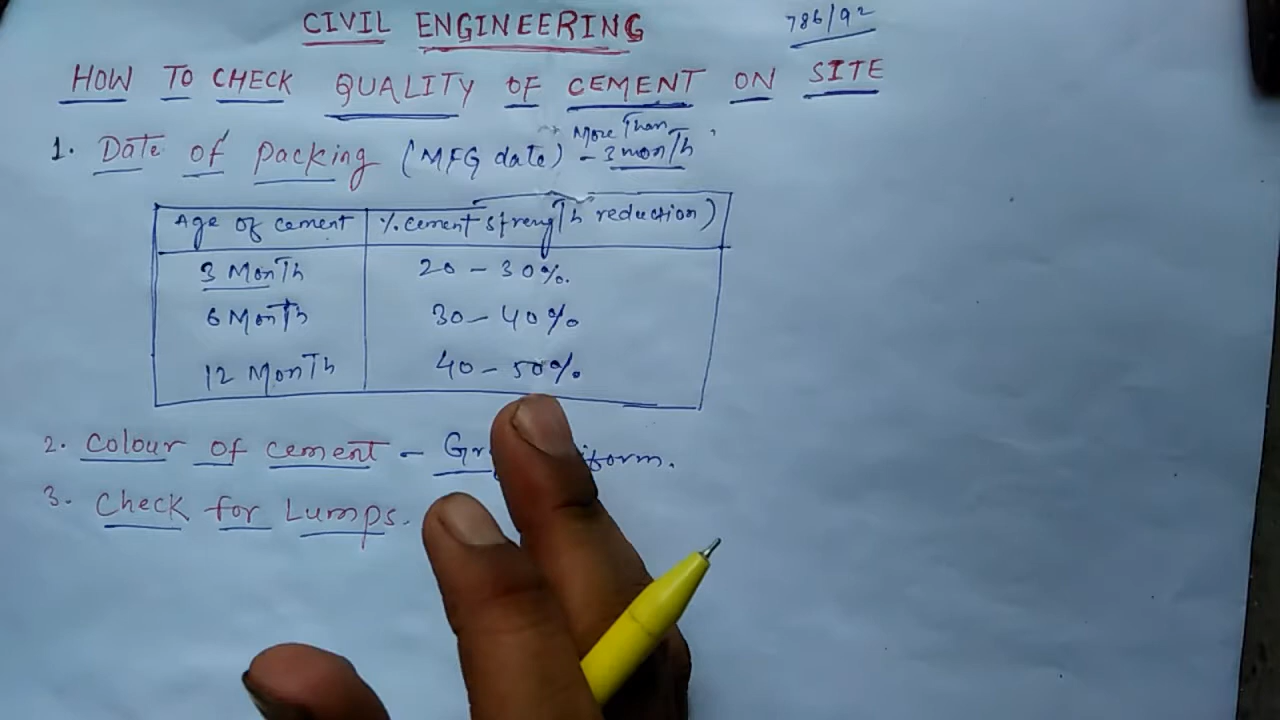 CIVIL ENGINEERING
786/92
HOW TO CHECK QUALITY OF CEMENT ON SITE
More Than
1. Date of packing (MFG date) - 3 month
Age of cement % cement strength reduction)
3 Month 20 - 30%.
6 Month 30 - 40%
12 Month 40 - 50%
2. Colour of cement -
3. Check for Lumps.